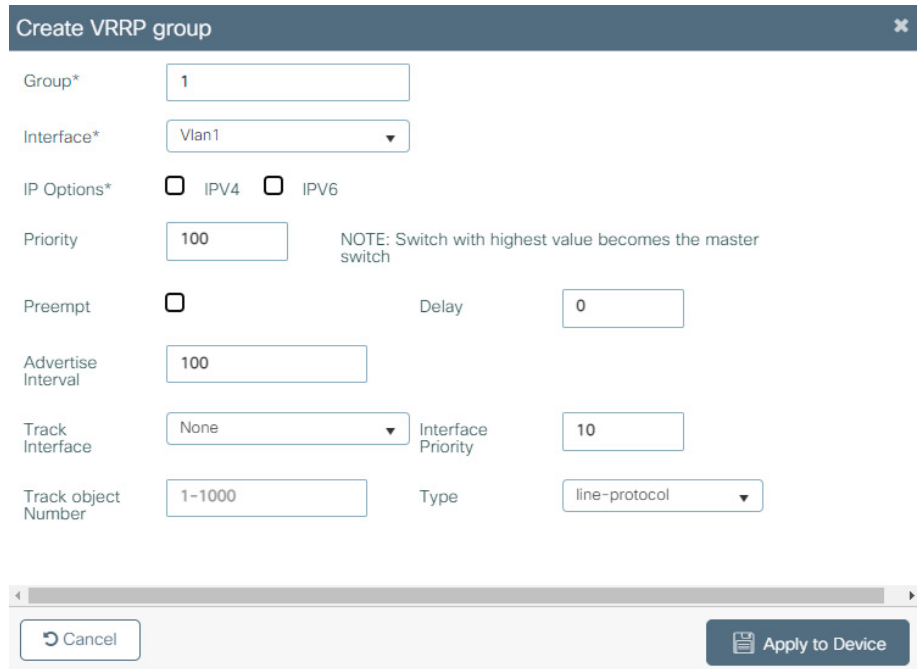 Create VRRP group
Group* 1
Interface* Vlan1
IP Options* IPV4 IPV6
Priority 100 NOTE: Switch with highest value becomes the master
switch
Preempt Delay 0
Advertise
Interval 100
Track
Interface None Interface
Priority 10
Track object
Number 1-1000 Type line-protocol
Cancel Apply to Device